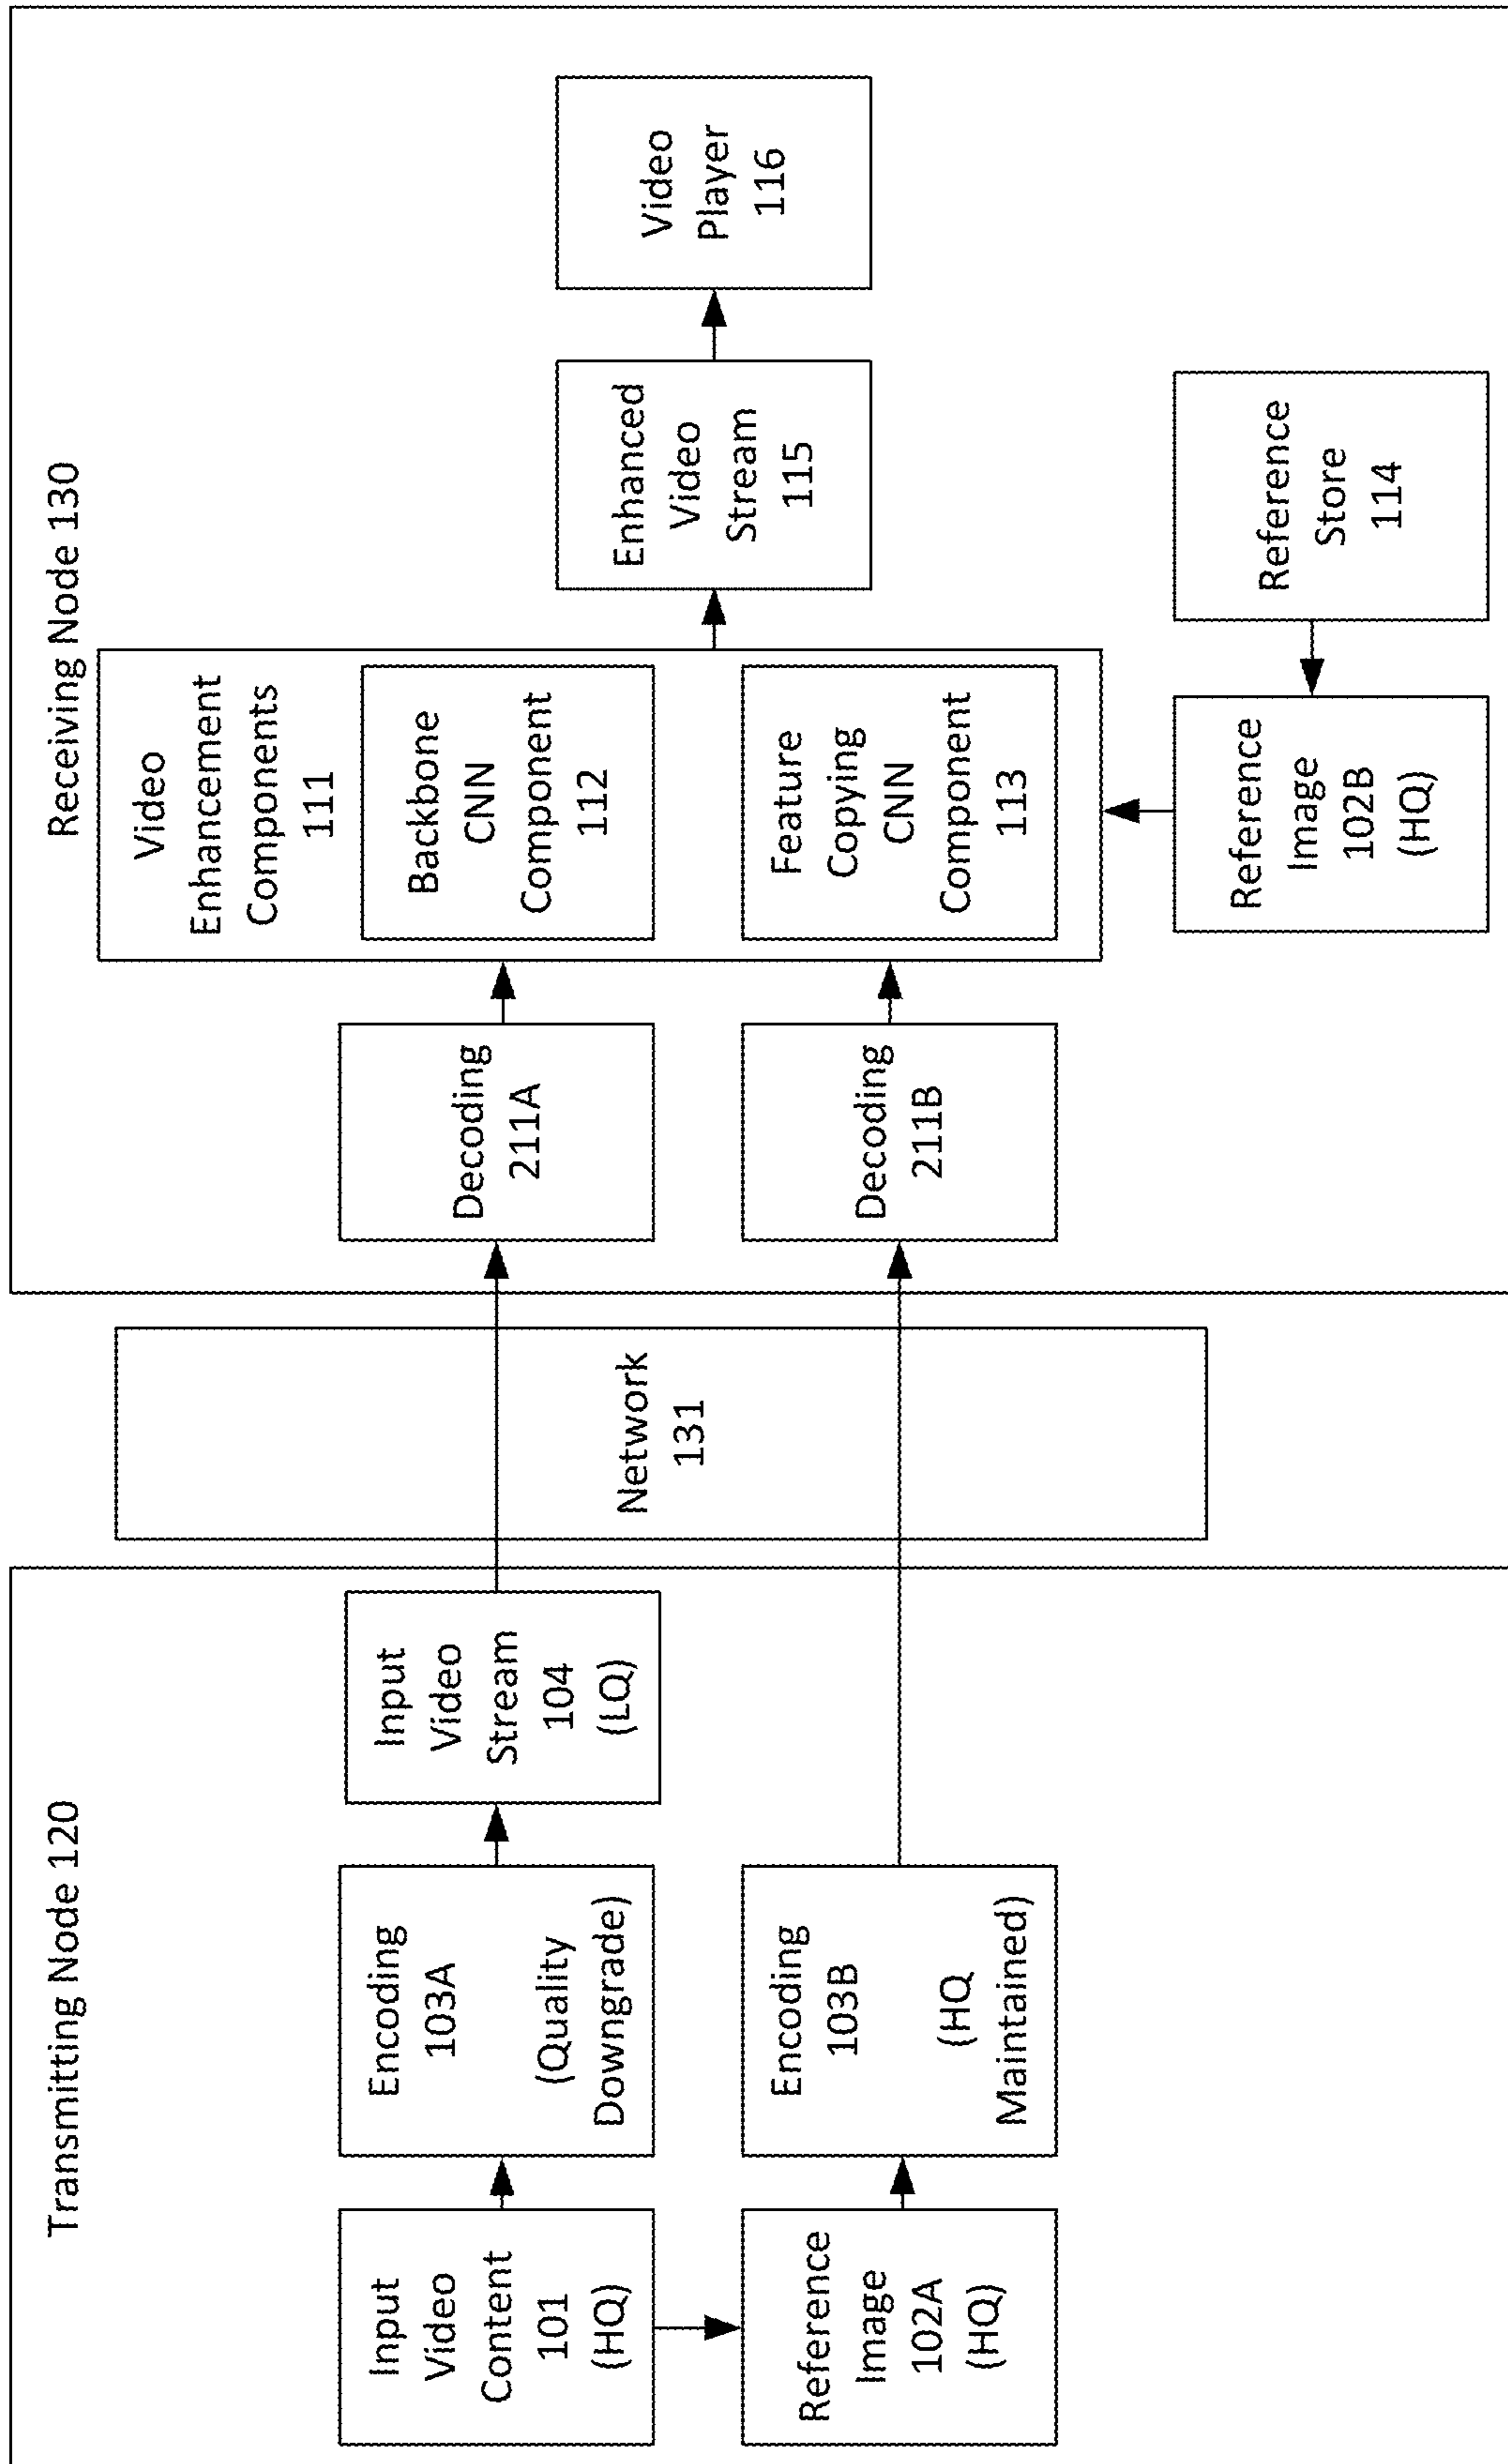 Transmitting Node 120
Input
Video
Content
101
(HQ)
Encoding
103A
(Quality
Downgrade)
Input
Video
Stream
104
(LQ)
Reference
Image
102A
(HQ)
Encoding
103B
(HQ
Maintained)
Network
131
Receiving Node 130
Decoding
211A
Decoding
211B
Video
Enhancement
Components
111
Backbone
CNN
Component
112
Feature
Copying
CNN
Component
113
Enhanced
Video
Stream
115
Video
Player
116
Reference
Image
102B
(HQ)
Reference
Store
114